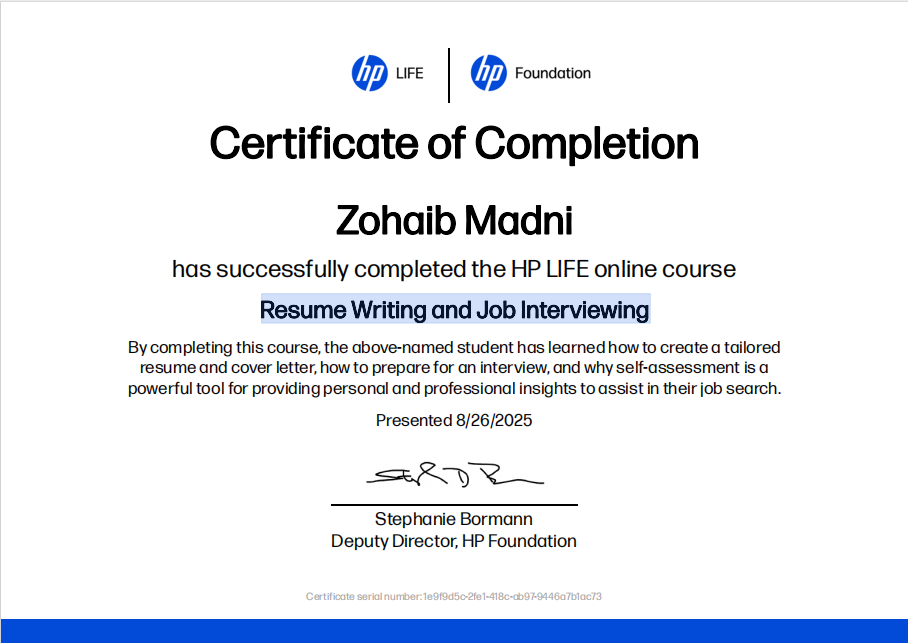 hp LIFE
hp Foundation
Certificate of Completion
Zohaib Madni
has successfully completed the HP LIFE online course
Resume Writing and Job Interviewing
By completing this course, the above-named student has learned how to create a tailored
resume and cover letter, how to prepare for an interview, and why self-assessment is a
powerful tool for providing personal and professional insights to assist in their job search.
Presented 8/26/2025
Stephanie Bormann
Deputy Director, HP Foundation
Certificate serial number: 1e9f9d5c-2fe1-418c-ab97-9446a7b1ac73